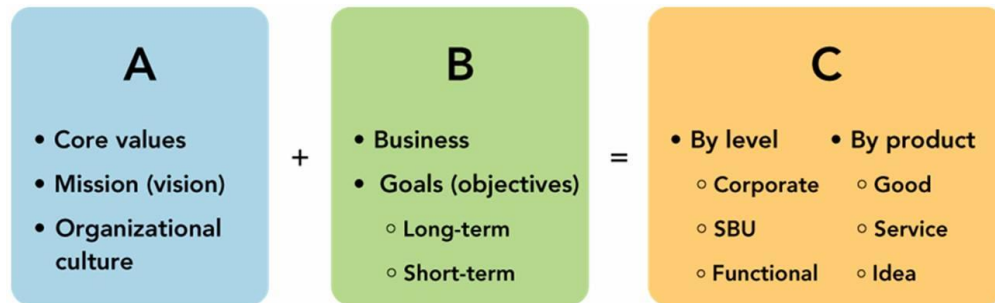 A
• Core values
• Mission (vision)
• Organizational
culture
+
B
• Business
• Goals (objectives)
○ Long-term
○ Short-term
=
C
• By level
○ Corporate
○ SBU
○ Functional
• By product
○ Good
○ Service
○ Idea